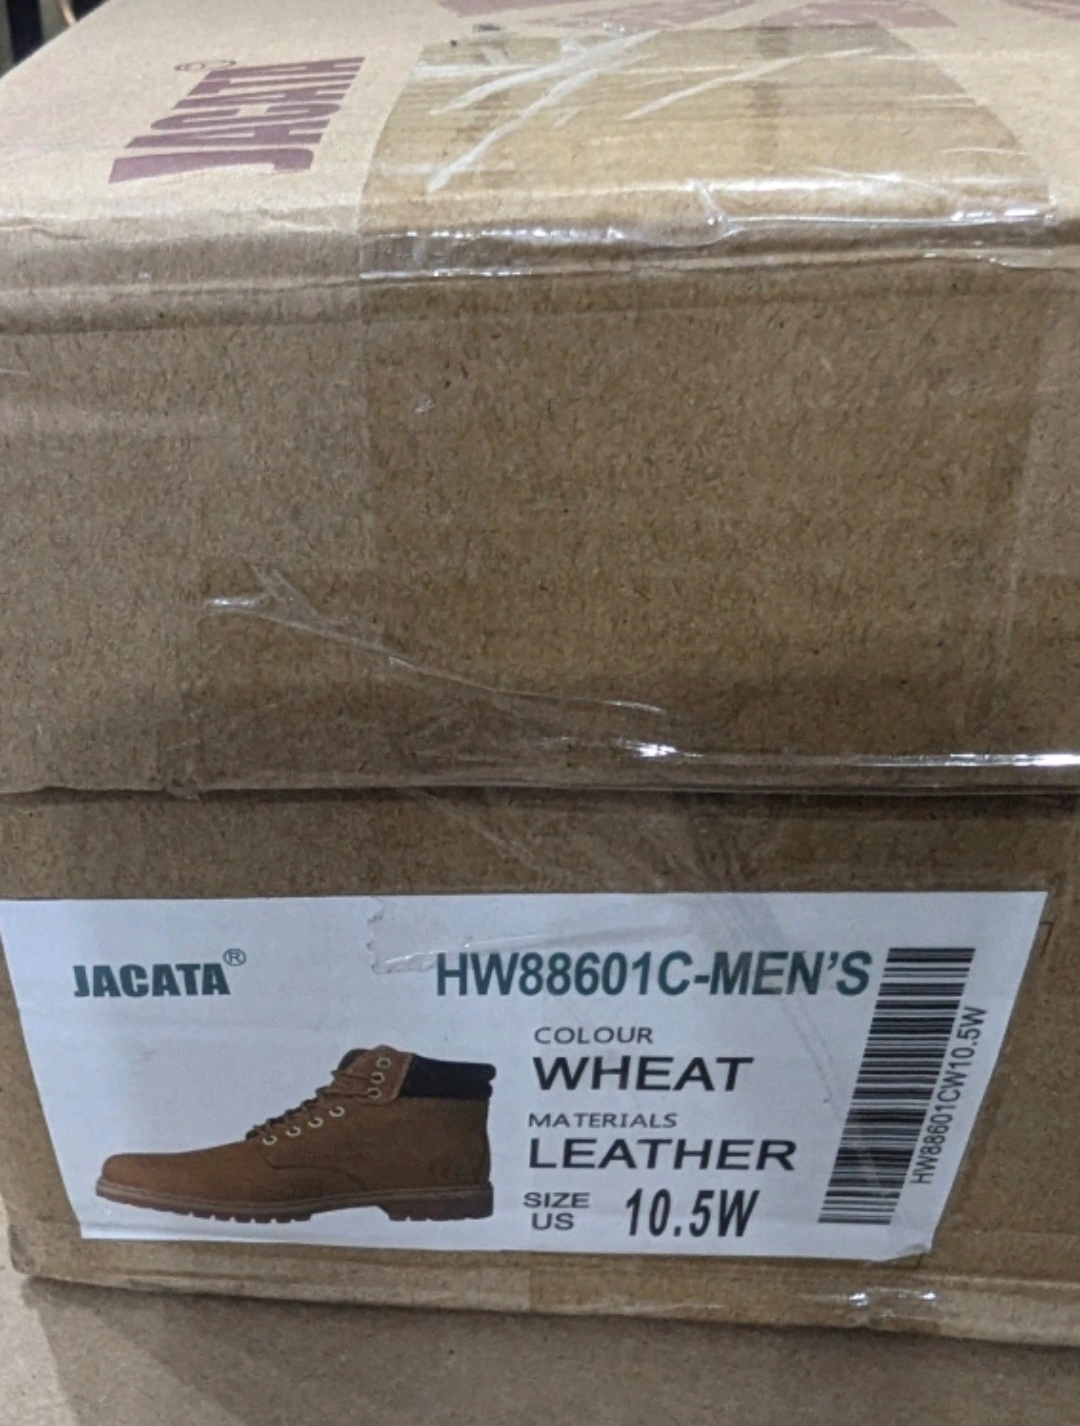 JACATA
JACATA®
HW88601C-MEN'S
COLOUR
WHEAT
MATERIALS
LEATHER
SIZE
US
10.5W
HW88601CW10.5W